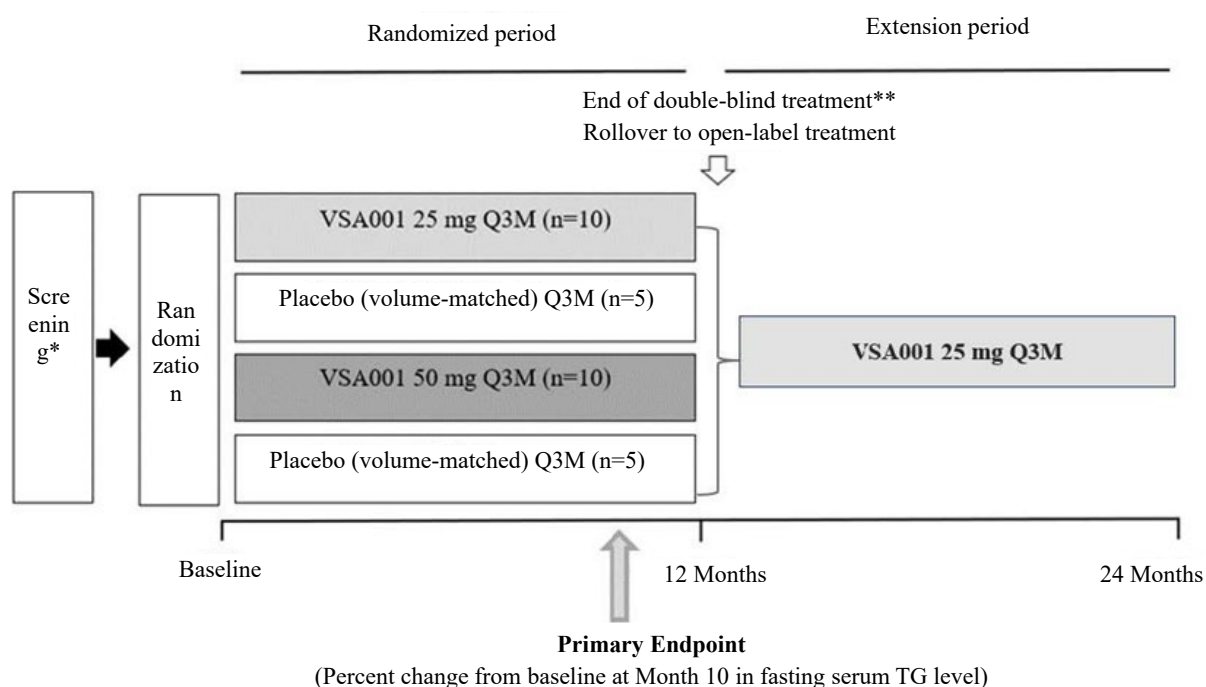 Randomized period
Extension period
End of double-blind treatment**
Rollover to open-label treatment
Scre
enin
g*
Ran
domi
zatio
n
VSA001 25 mg Q3M (n=10)
Placebo (volume-matched) Q3M (n=5)
VSA001 50 mg Q3M (n=10)
Placebo (volume-matched) Q3M (n=5)
VSA001 25 mg Q3M
Baseline
12 Months
24 Months
Primary Endpoint
(Percent change from baseline at Month 10 in fasting serum TG level)